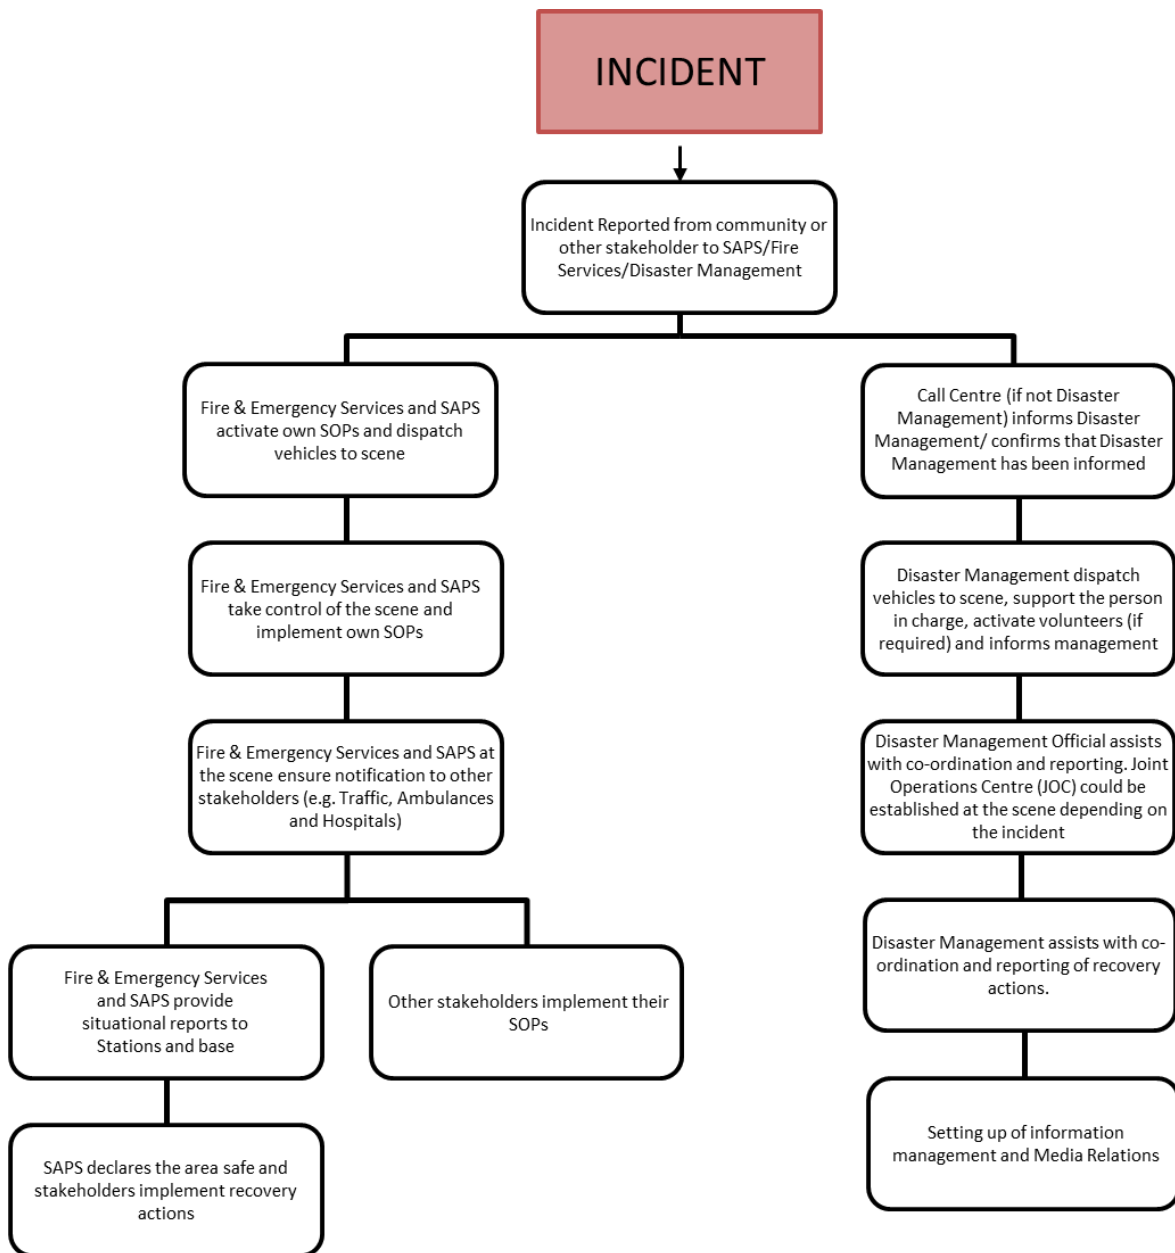 INCIDENT
Incident Reported from community or
other stakeholder to SAPS/Fire
Services/Disaster Management
Fire & Emergency Services and SAPS
activate own SOPs and dispatch
vehicles to scene
Call Centre (if not Disaster
Management) informs Disaster
Management/ confirms that Disaster
Management has been informed
Fire & Emergency Services and SAPS
take control of the scene and
implement own SOPs
Disaster Management dispatch
vehicles to scene, support the person
in charge, activate volunteers (if
required) and informs management
Fire & Emergency Services and SAPS at
the scene ensure notification to other
stakeholders (e.g. Traffic, Ambulances
and Hospitals)
Disaster Management Official assists
with co-ordination and reporting. Joint
Operations Centre (JOC) could be
established at the scene depending on
the incident
Fire & Emergency Services
and SAPS provide
situational reports to
Stations and base
Other stakeholders implement their
SOPs
Disaster Management assists with co-
ordination and reporting of recovery
actions.
SAPS declares the area safe and
stakeholders implement recovery
actions
Setting up of information
management and Media Relations